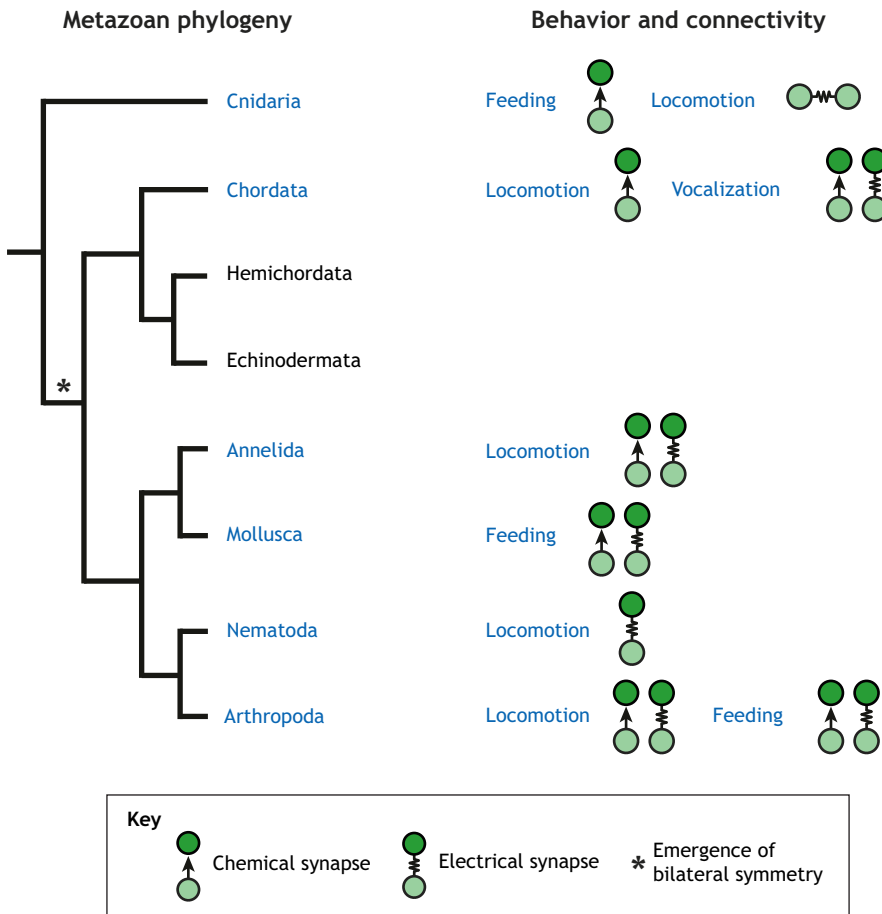 Metazoan phylogeny
Behavior and connectivity
Cnidaria
Feeding
Locomotion
Chordata
Locomotion
Vocalization
Hemichordata
Echinodermata
Annelida
Locomotion
Mollusca
Feeding
Nematoda
Locomotion
Arthropoda
Locomotion
Feeding
*
Key
Chemical synapse
Electrical synapse
* Emergence of
bilateral symmetry